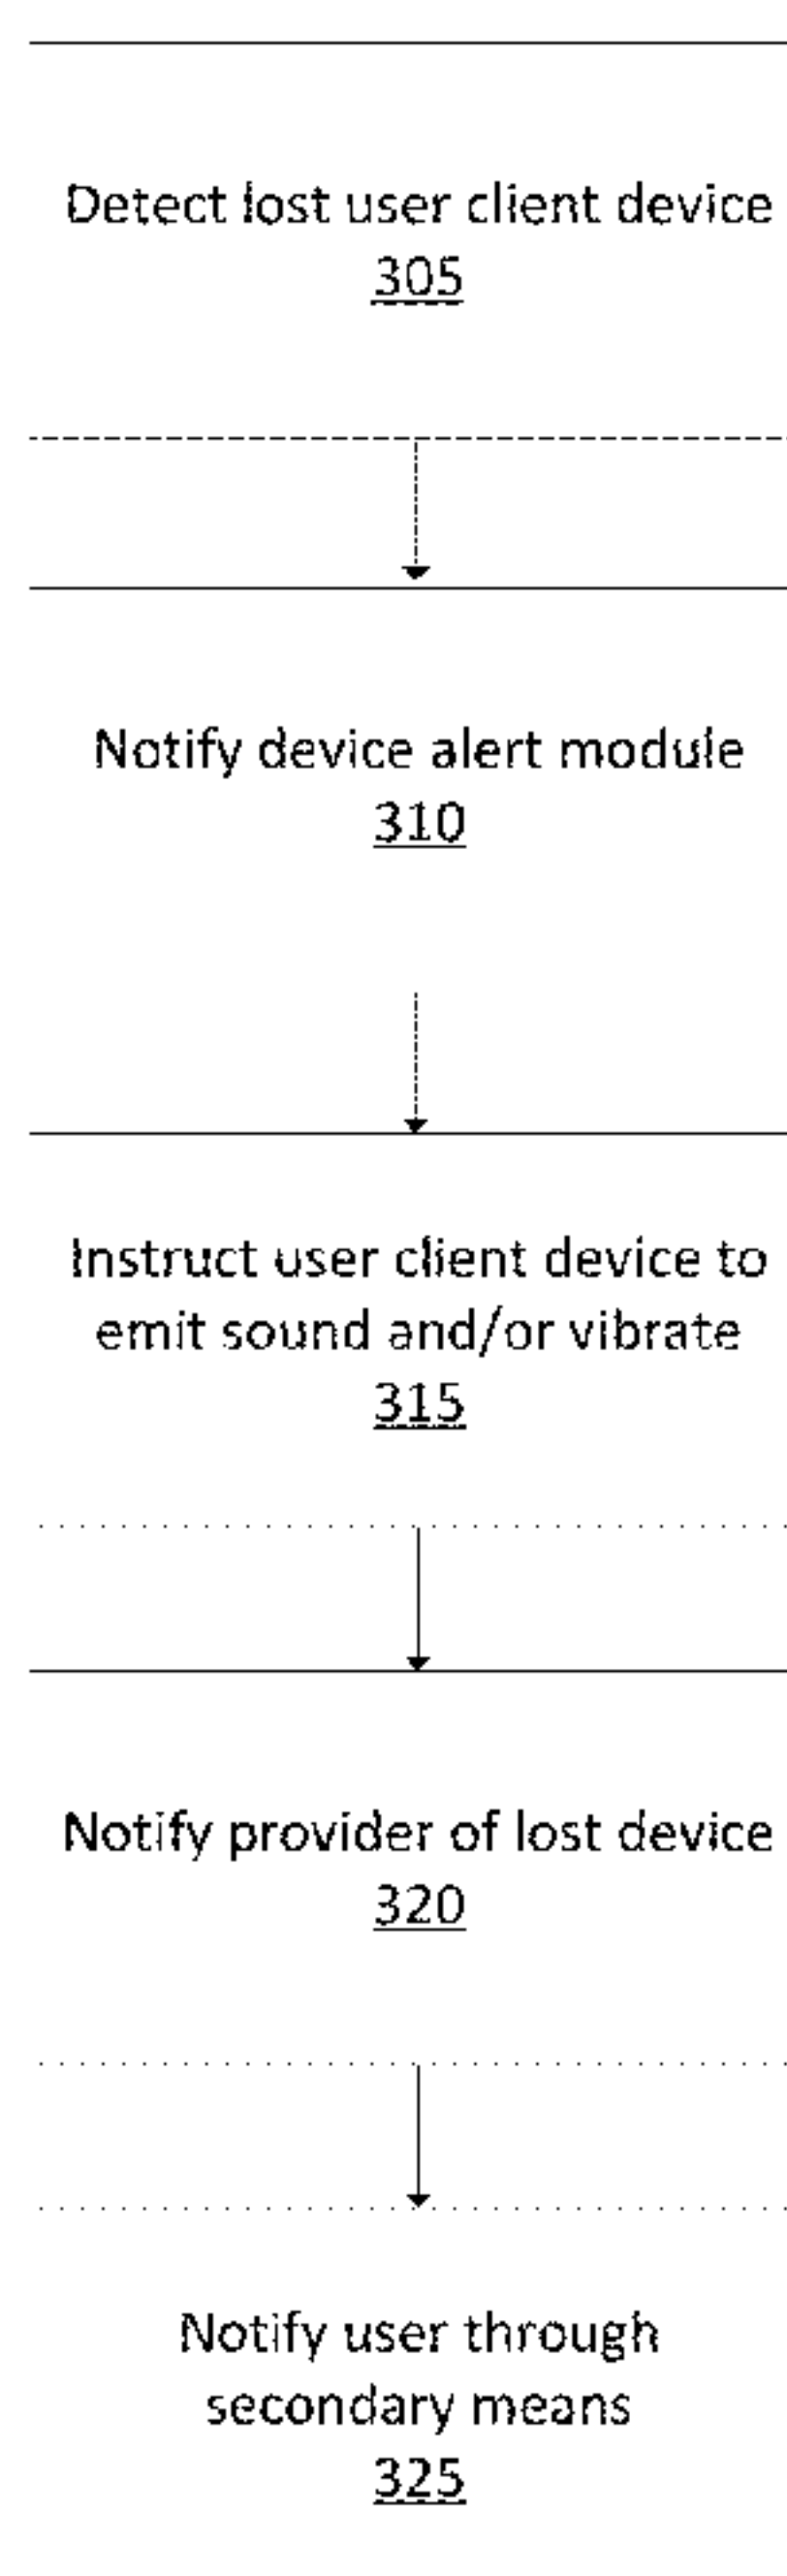 Detect lost user client device
305
Notify device alert module
310
Instruct user client device to
emit sound and/or vibrate
315
Notify provider of lost device
320
Notify user through
secondary means
325